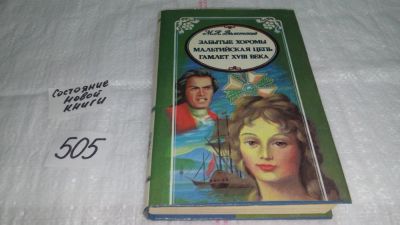 Состояние
новой
книги
505
М.Н. Волконский
ЗАБЫТЫЕ ХОРОМЫ
МАЛЬТИЙСКАЯ ЦЕПЬ
ГАМЛЕТ XVIII ВЕКА